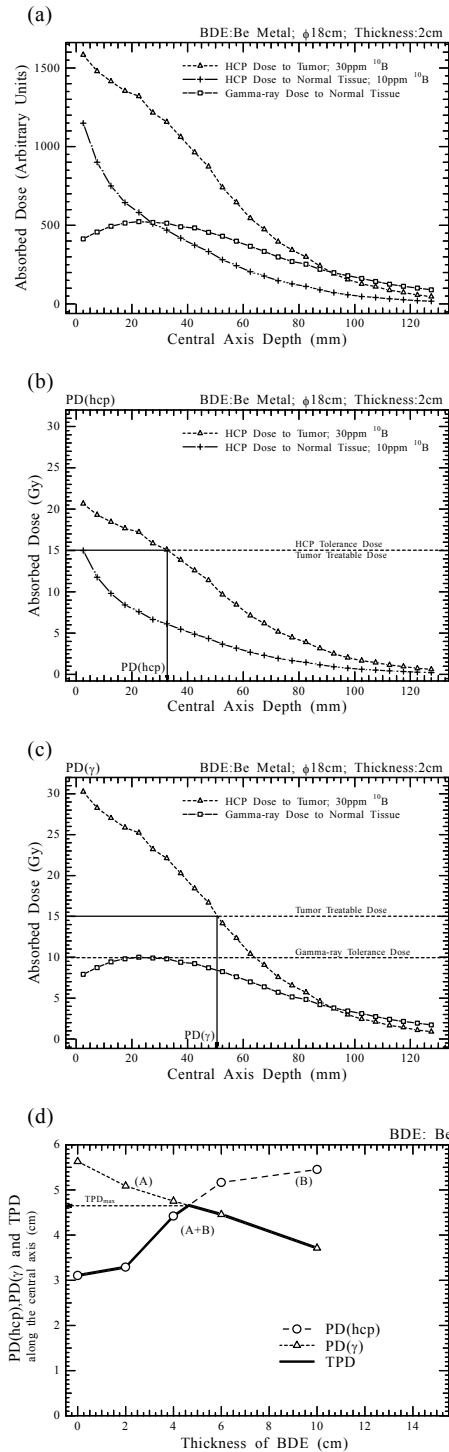 (a)
BDE:Be Metal; ϕ18cm; Thickness:2cm
HCP Dose to Tumor; 30ppm ¹⁰B
HCP Dose to Normal Tissue; 10ppm ¹⁰B
Gamma-ray Dose to Normal Tissue
Absorbed Dose (Arbitrary Units)
1500
1000
500
0
0 20 40 60 80 100 120
Central Axis Depth (mm)
(b)
PD(hcp) BDE:Be Metal; ϕ18cm; Thickness:2cm
HCP Dose to Tumor; 30ppm ¹⁰B
HCP Dose to Normal Tissue; 10ppm ¹⁰B
Absorbed Dose (Gy)
30
25
20
15
10
5
0
HCP Tolerance Dose
Tumor Treatable Dose
PD(hcp)
0 20 40 60 80 100 120
Central Axis Depth (mm)
(c)
PD(γ) BDE:Be Metal; ϕ18cm; Thickness:2cm
HCP Dose to Tumor; 30ppm ¹⁰B
Gamma-ray Dose to Normal Tissue
Absorbed Dose (Gy)
30
25
20
15
10
5
0
Tumor Treatable Dose
Gamma-ray Tolerance Dose
PD(γ)
0 20 40 60 80 100 120
Central Axis Depth (mm)
(d)
BDE: Be
PD(hcp),PD(γ) and TPD
along the central axis (cm)
6
5
4
3
2
1
0
(A)
(B)
TPDmax
(A+B)
PD(hcp)
PD(γ)
TPD
0 2 4 6 8 10 12 14
Thickness of BDE (cm)